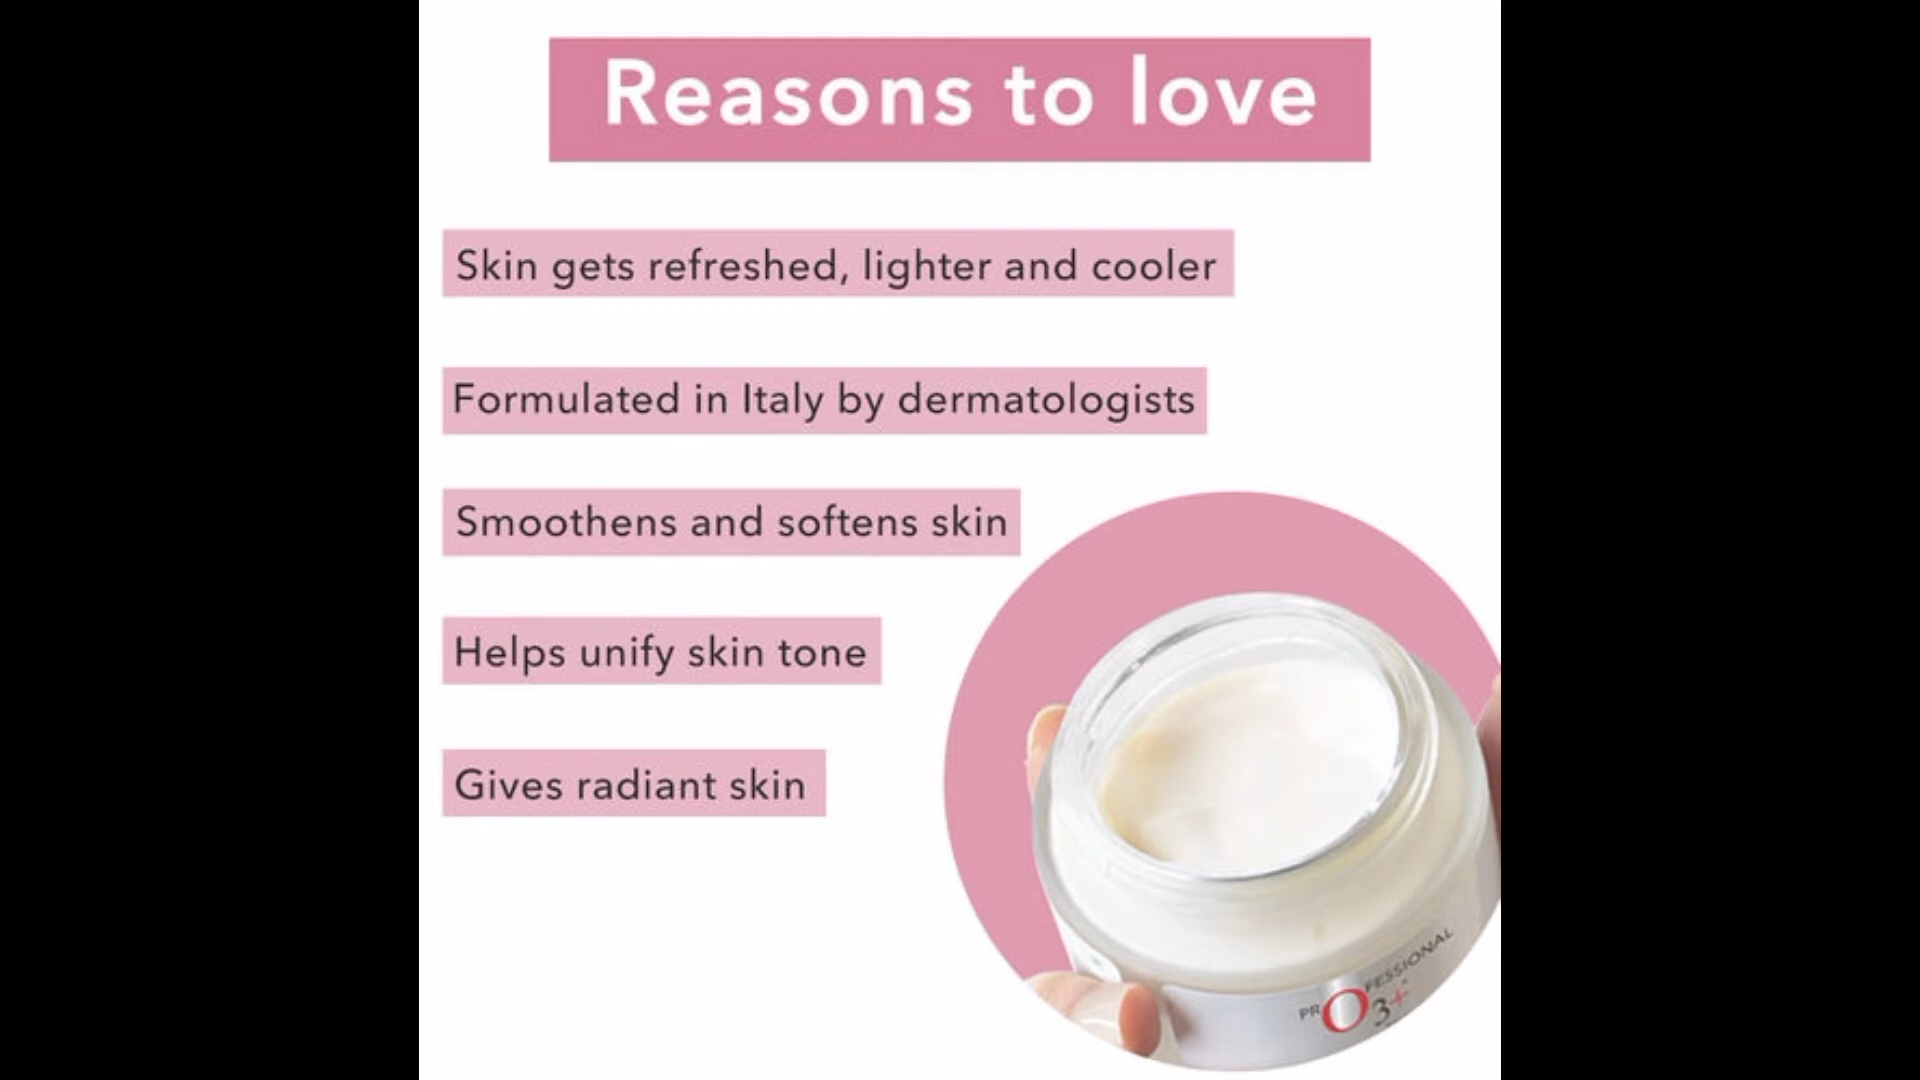 Reasons to love
Skin gets refreshed, lighter and cooler
Formulated in Italy by dermatologists
Smoothens and softens skin
Helps unify skin tone
Gives radiant skin
PROFESSIONAL
O3+